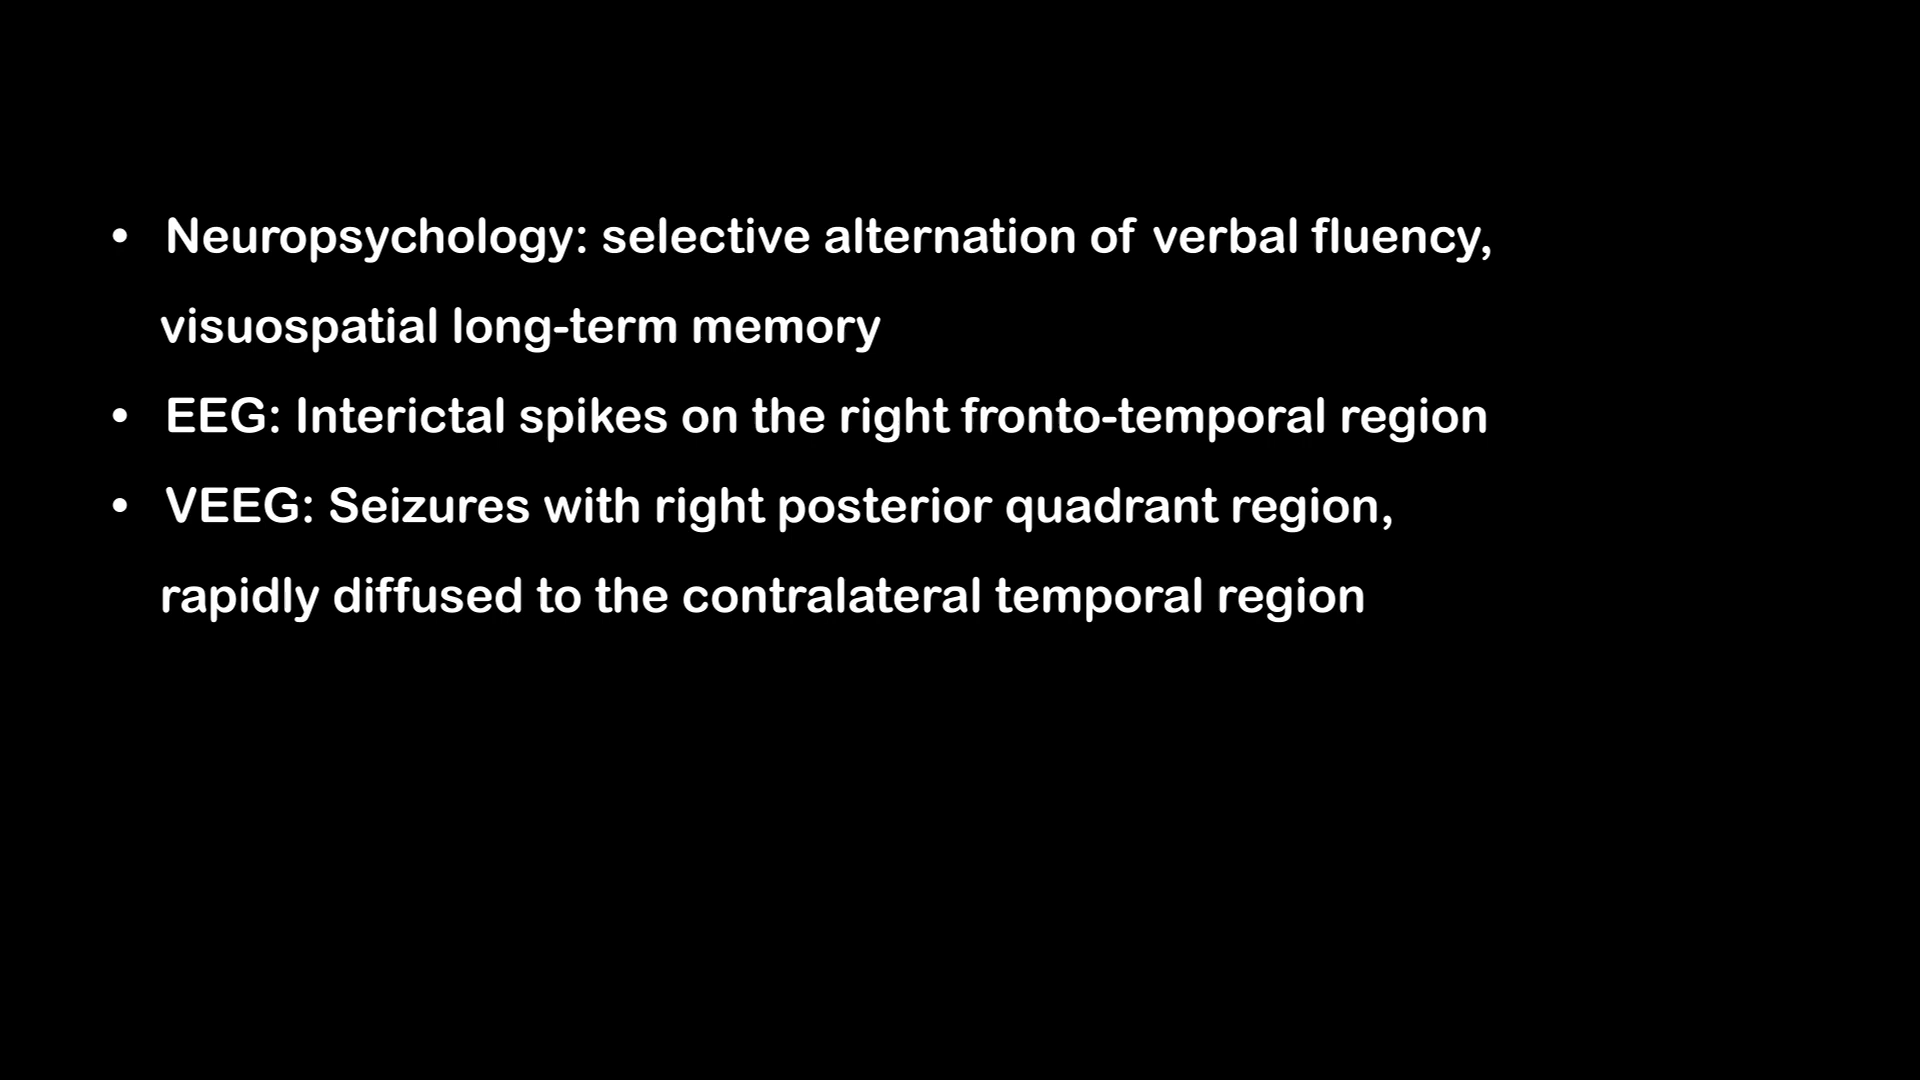 • Neuropsychology: selective alternation of verbal fluency,
visuospatial long-term memory
• EEG: Interictal spikes on the right fronto-temporal region
• VEEG: Seizures with right posterior quadrant region,
rapidly diffused to the contralateral temporal region